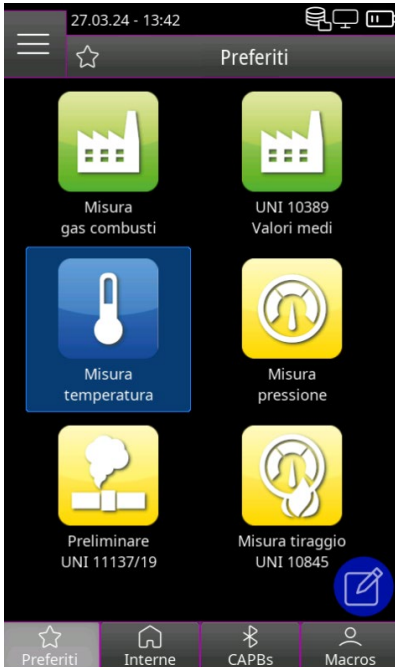 27.03.24 - 13:42
Preferiti
Misura
gas combusti
UNI 10389
Valori medi
Misura
temperatura
Misura
pressione
Preliminare
UNI 11137/19
Misura tiraggio
UNI 10845
Preferiti
Interne
CAPBs
Macros